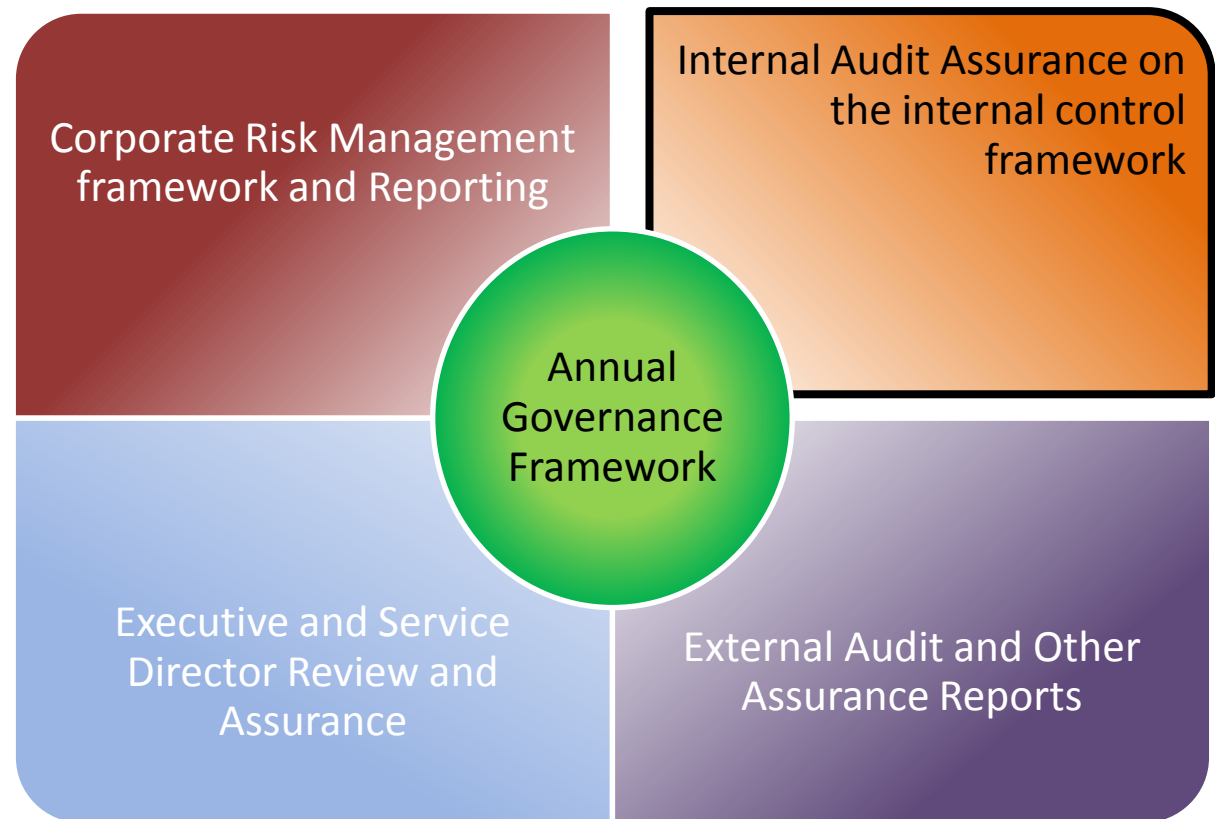 Corporate Risk Management
framework and Reporting
Internal Audit Assurance on
the internal control
framework
Annual
Governance
Framework
Executive and Service
Director Review and
Assurance
External Audit and Other
Assurance Reports